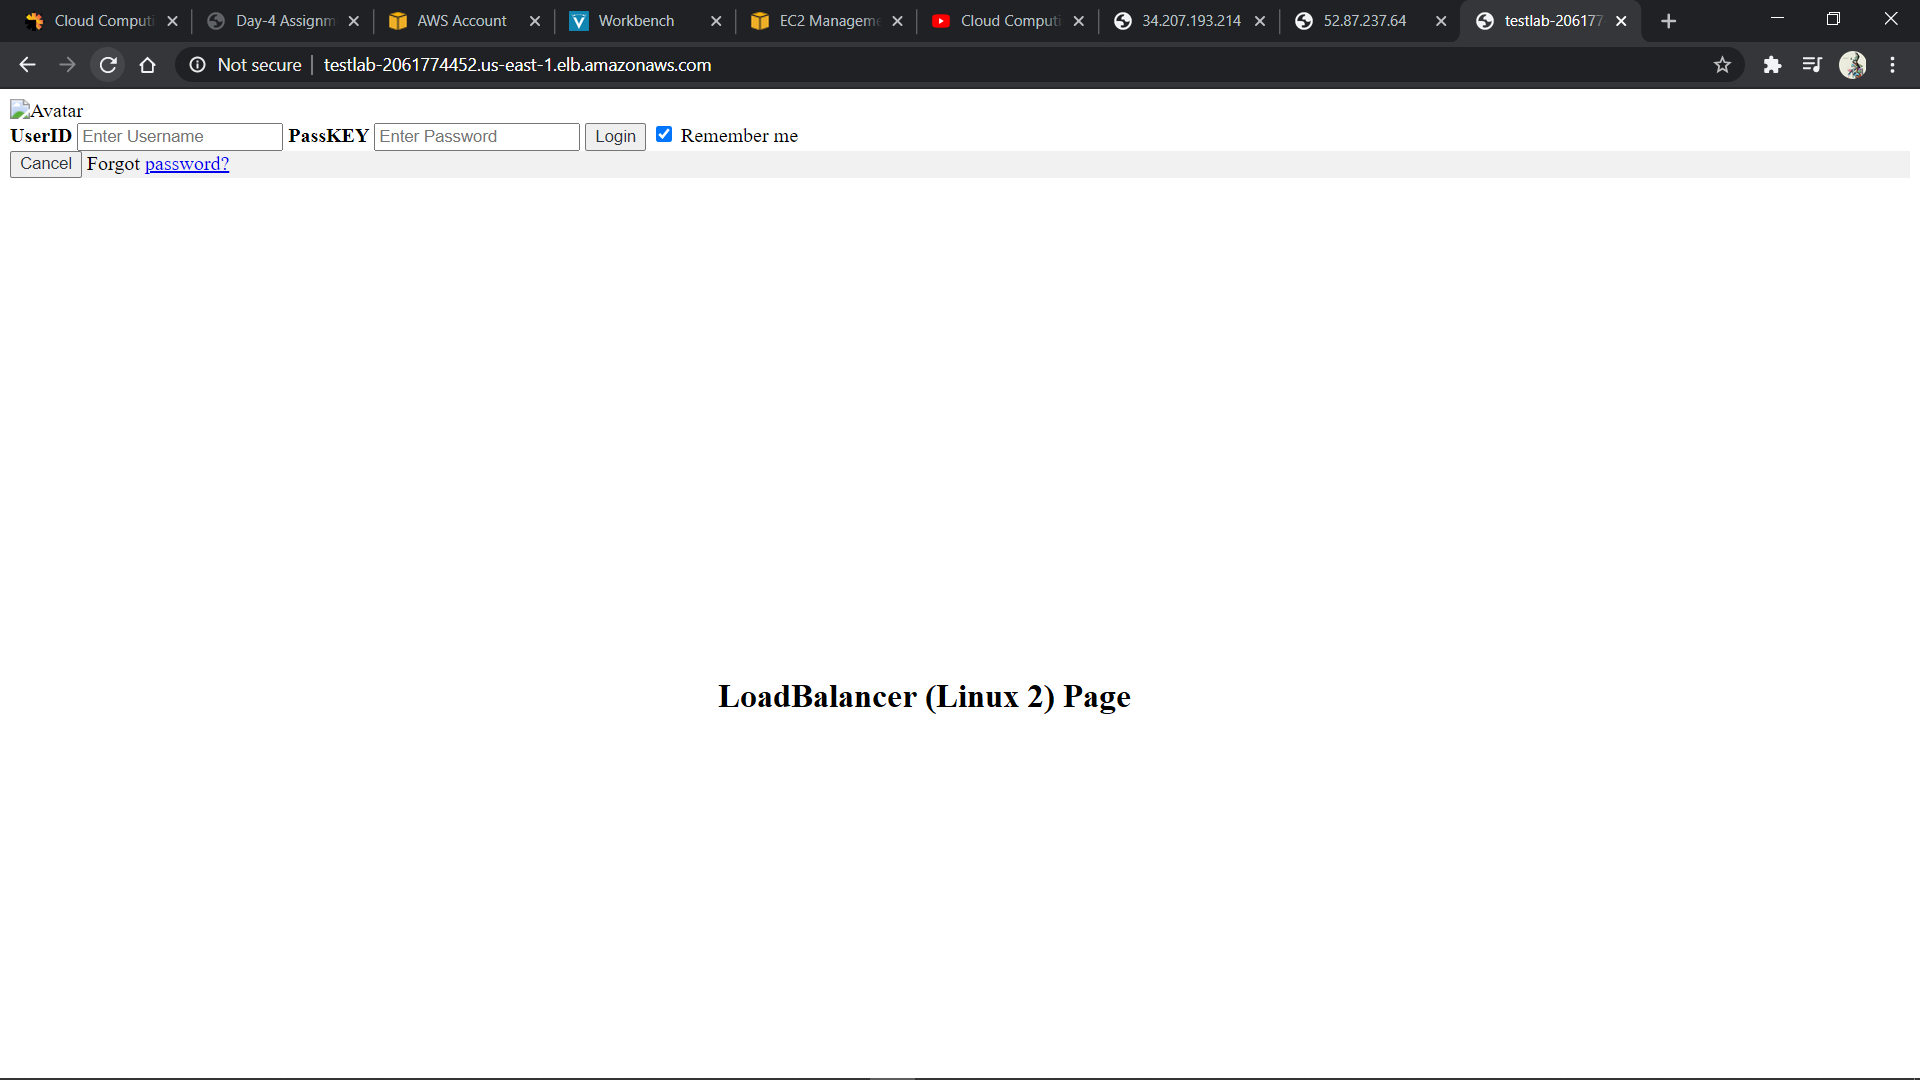 Cloud Computi
Day-4 Assignm
AWS Account
Workbench
EC2 Manageme
Cloud Computi
34.207.193.214
52.87.237.64
testlab-206177
Not secure
testlab-2061774452.us-east-1.elb.amazonaws.com
Avatar
UserID Enter Username PassKEY Enter Password Login Remember me
Cancel Forgot password?
LoadBalancer (Linux 2) Page